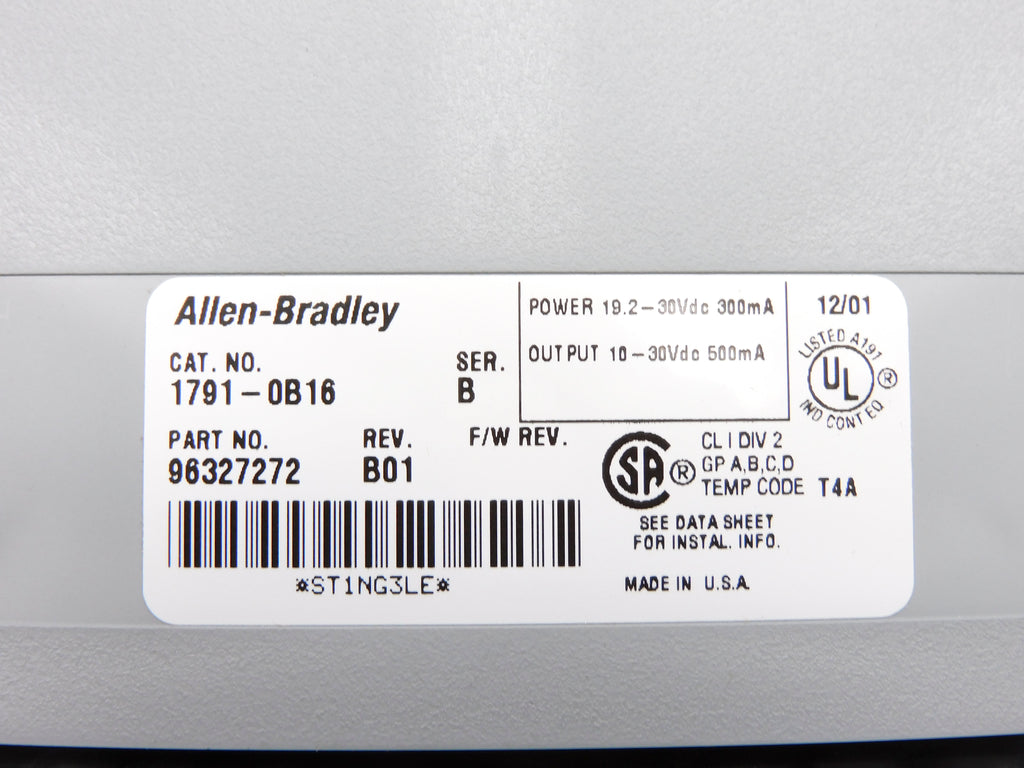 Allen-Bradley
CAT. NO. SER.
1791-0B16 B
PART NO. REV. F/W REV.
96327272 B01
*ST1NG3LE*
POWER 19.2-30Vdc 300mA
OUTPUT 10-30Vdc 500mA
12/01
LISTED A191
UL ®
IND CONT EQ
SA ®
CL I DIV 2
GP A,B,C,D
TEMP CODE T4A
SEE DATA SHEET
FOR INSTAL. INFO.
MADE IN U.S.A.